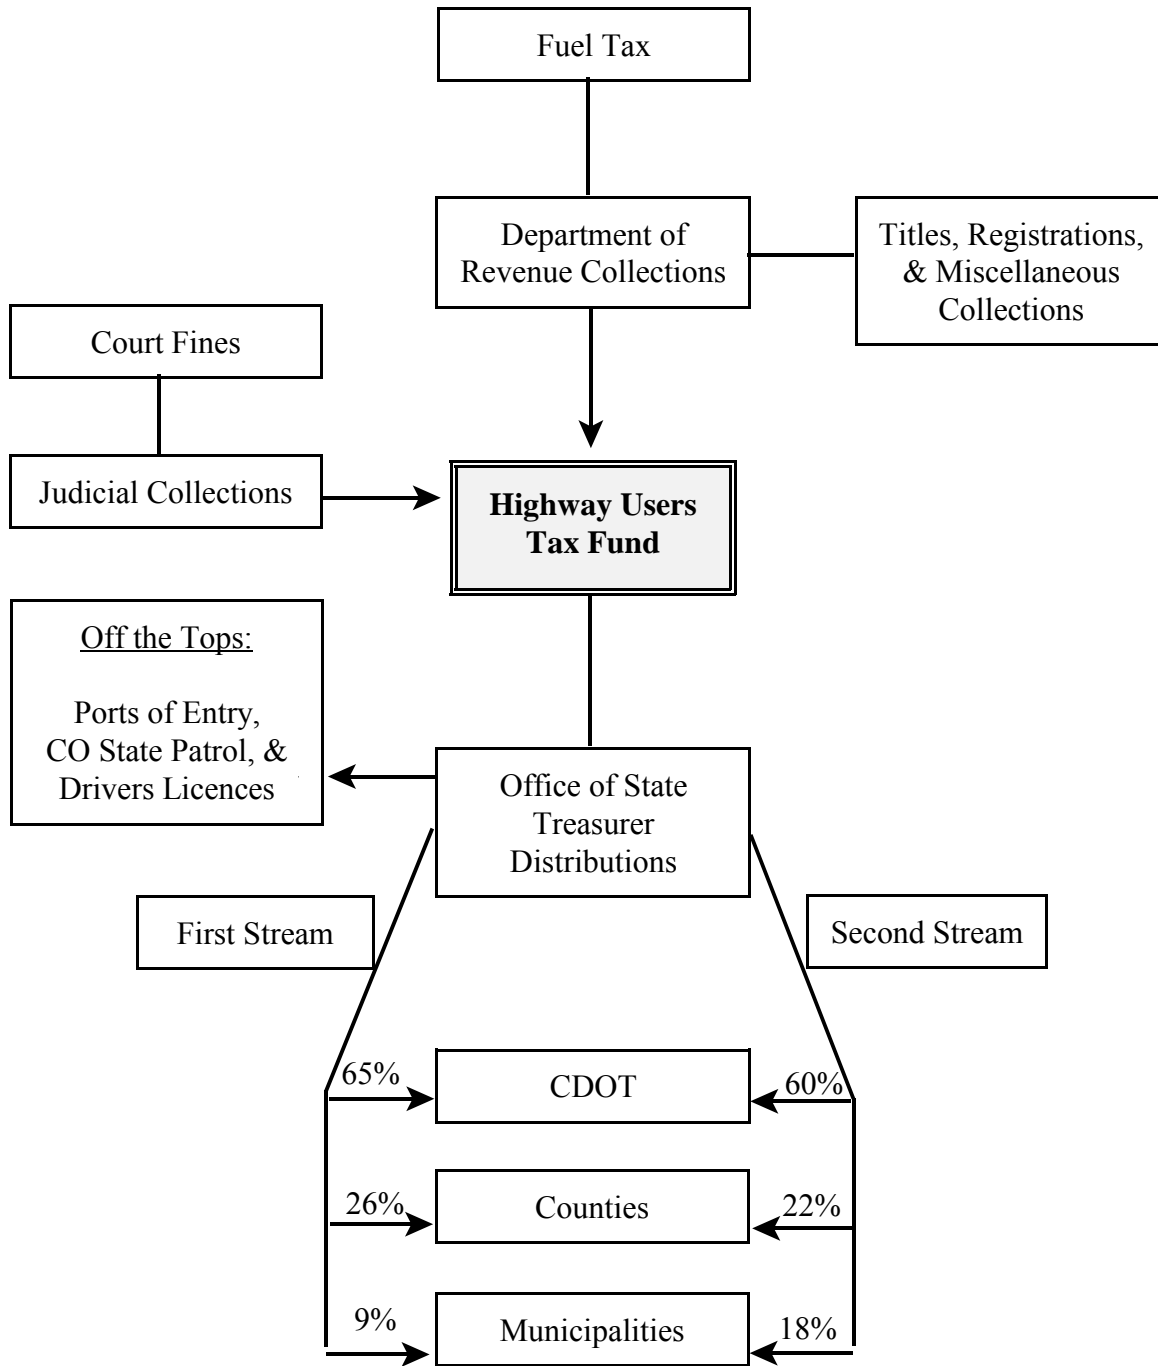 Fuel Tax
Department of
Revenue Collections
Titles, Registrations,
& Miscellaneous
Collections
Court Fines
Judicial Collections
Highway Users
Tax Fund
Off the Tops:
Ports of Entry,
CO State Patrol, &
Drivers Licences
Office of State
Treasurer
Distributions
First Stream
Second Stream
65%
CDOT
60%
26%
Counties
22%
9%
Municipalities
18%